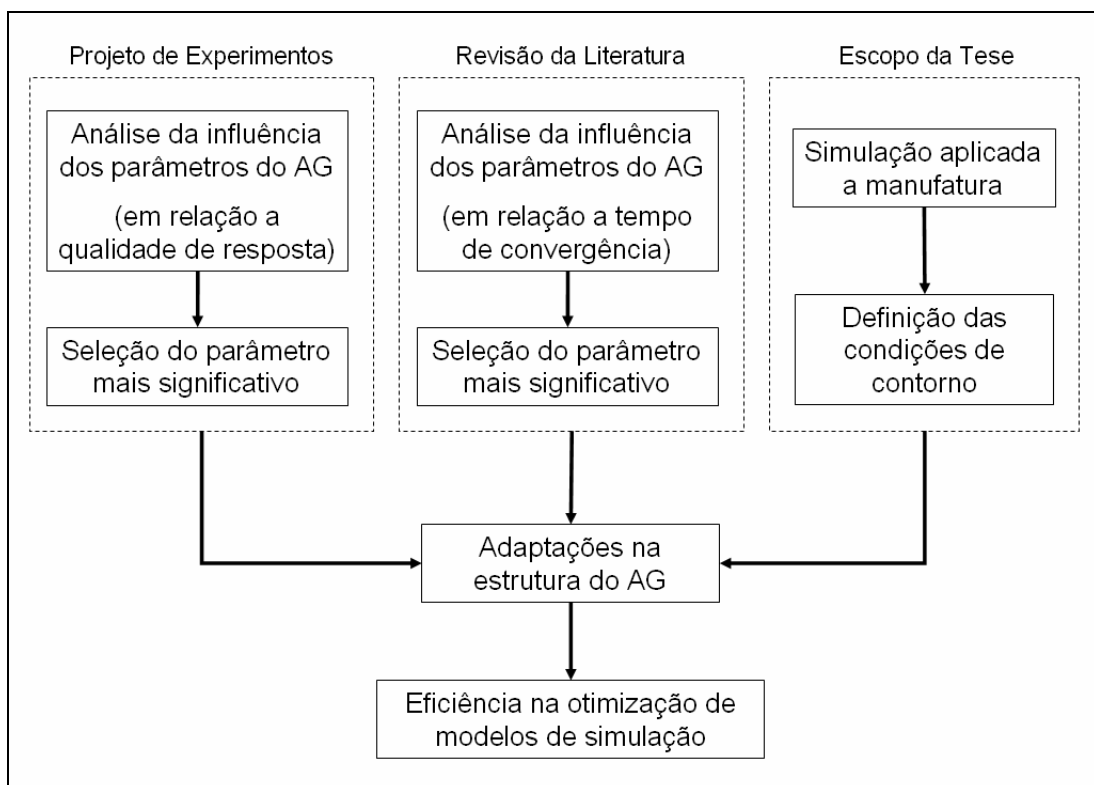 Projeto de Experimentos
Análise da influência
dos parâmetros do AG
(em relação a
qualidade de resposta)
Seleção do parâmetro
mais significativo
Revisão da Literatura
Análise da influência
dos parâmetros do AG
(em relação a tempo
de convergência)
Seleção do parâmetro
mais significativo
Escopo da Tese
Simulação aplicada
a manufatura
Definição das
condições de
contorno
Adaptações na
estrutura do AG
Eficiência na otimização de
modelos de simulação